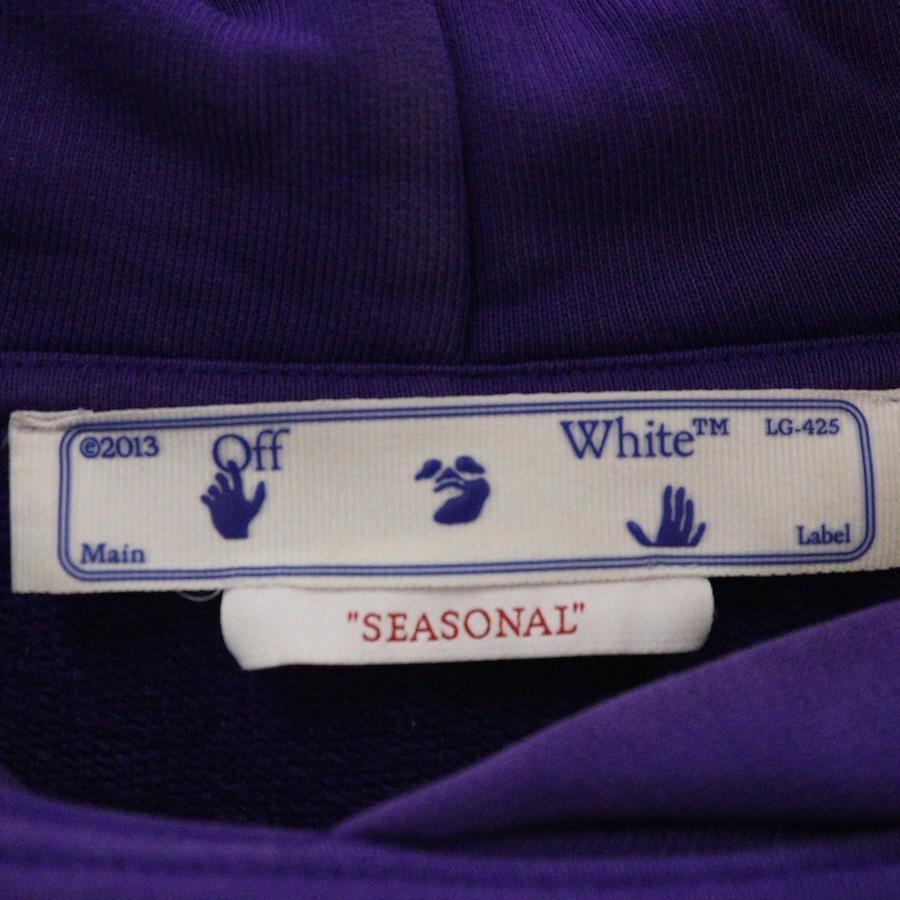 ©2013 Off White™ LG-425
Main Label
"SEASONAL"